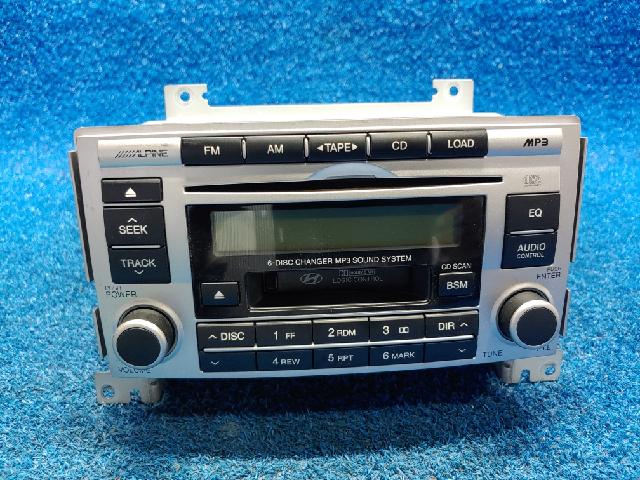 ALPINE
FM AM ◂TAPE▸ CD LOAD MP3
SEEK
TRACK
EQ
AUDIO CONTROL
6-DISC CHANGER MP3 SOUND SYSTEM
LOGIC CONTROL
CD SCAN
BSM
PUSH
ENTER
POWER
VOLUME
DISC 1 FF 2 RDM 3 DIR
4 REW 5 RPT 6 MARK
TUNE